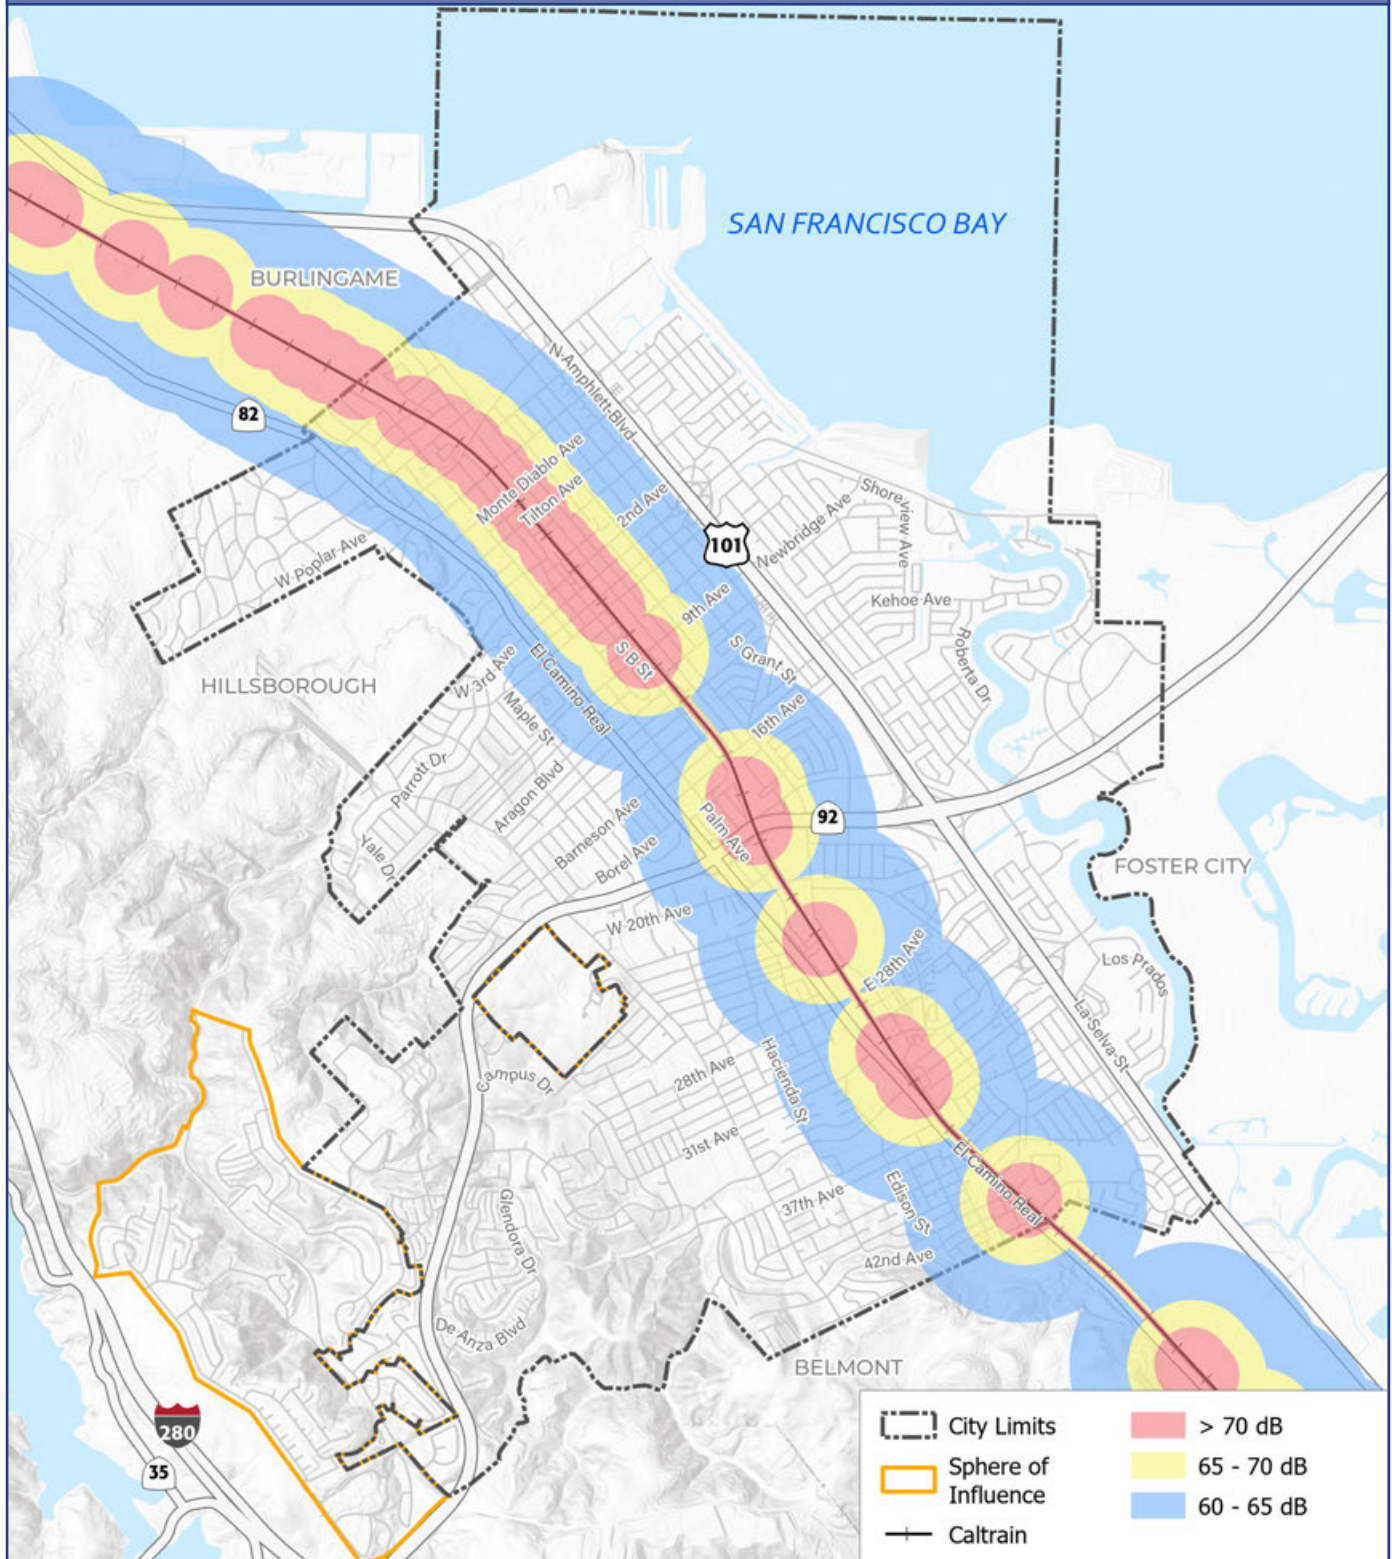 SAN FRANCISCO BAY
BURLINGAME
N Amphlett Blvd
82
Monte Diablo Ave
Tilton Ave
2nd Ave
101
Newbridge Ave
Shoreview Ave
W Poplar Ave
Kehoe Ave
9th Ave
Roberta Dr
S B St
S Grant St
El Camino Real
W 3rd Ave
HILLSBOROUGH
Maple St
16th Ave
Parrott Dr
Aragon Blvd
92
Palm Ave
Barneson Ave
Yale Dr
Borel Ave
FOSTER CITY
W 20th Ave
E 28th Ave
Los Prados
La Selva St
Hacienda St
28th Ave
Campus Dr
31st Ave
El Camino Real
Edison St
37th Ave
Glendora Dr
42nd Ave
De Anza Blvd
BELMONT
280
35
City Limits
Sphere of
Influence
Caltrain
> 70 dB
65 - 70 dB
60 - 65 dB